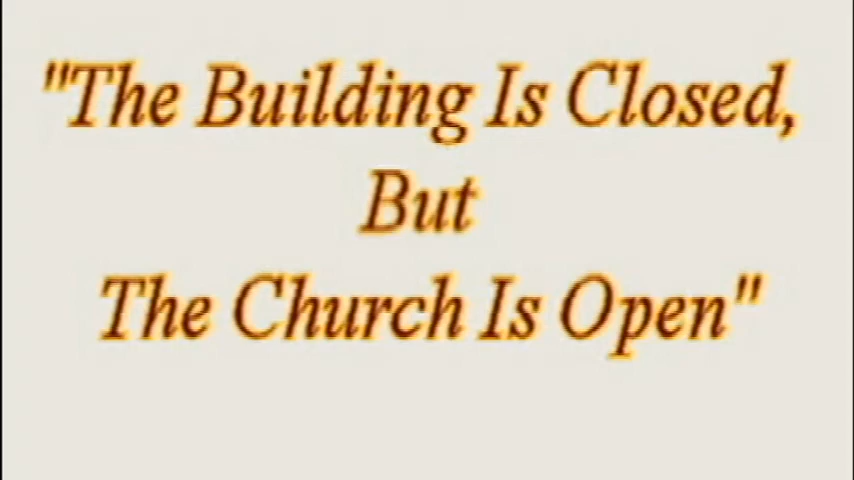 "The Building Is Closed,
But
The Church Is Open"